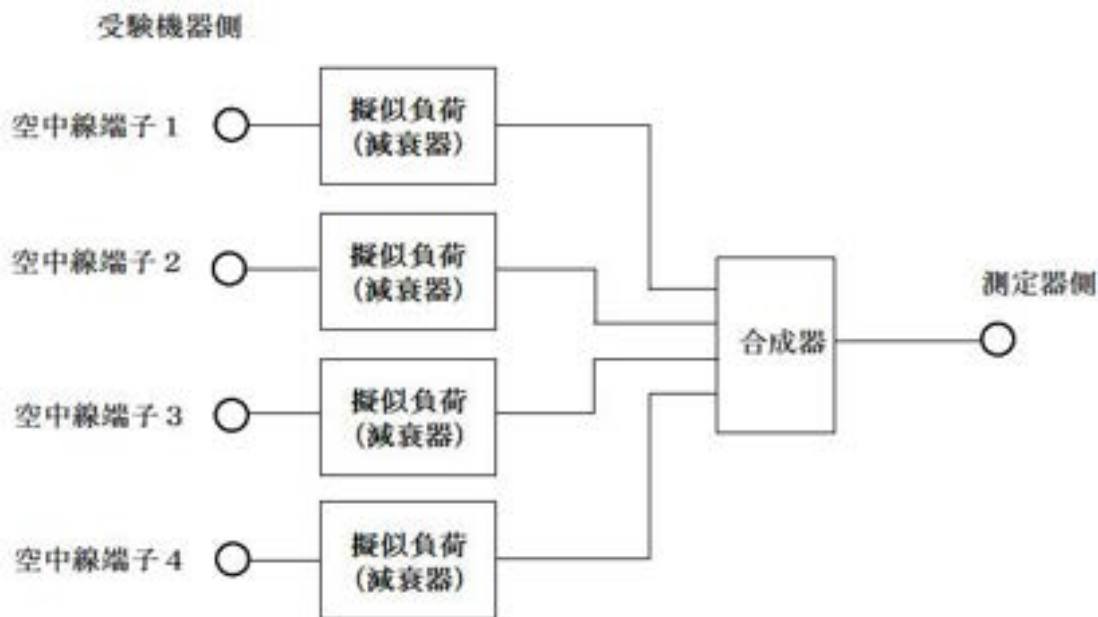 受験機器側
空中線端子１
擬似負荷
（減衰器）
空中線端子２
擬似負荷
（減衰器）
合成器
測定器側
空中線端子３
擬似負荷
（減衰器）
空中線端子４
擬似負荷
（減衰器）